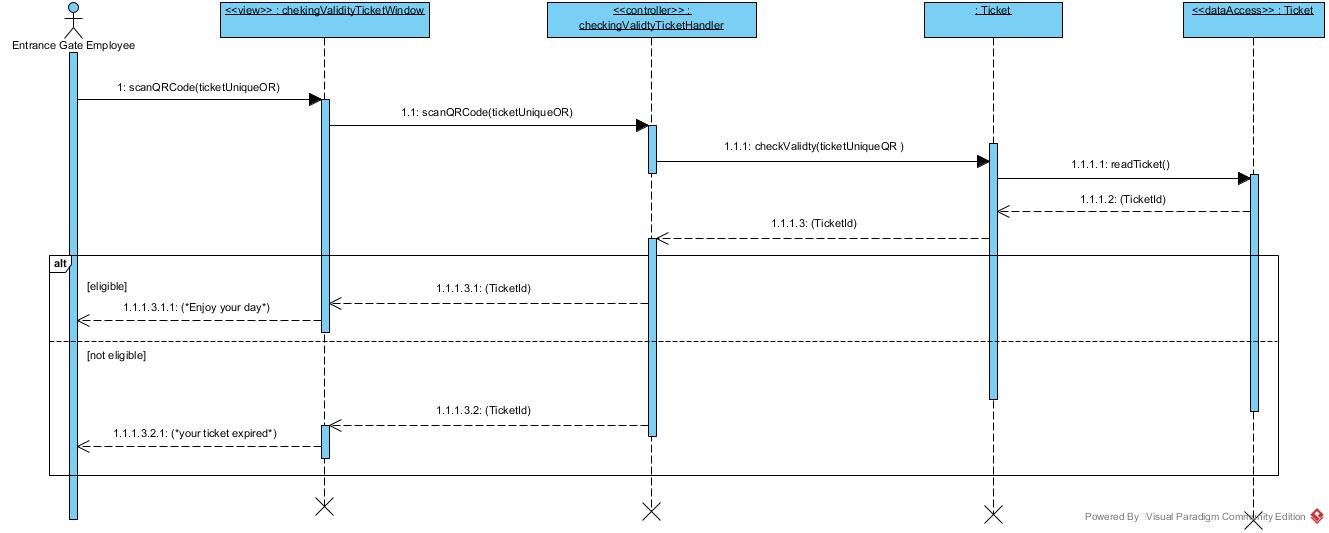 <<view>> : chekingValidityTicketWindow
<<controller>> :
checkingValidtyTicketHandler
: Ticket
<<dataAccess>> : Ticket
Entrance Gate Employee
1: scanQRCode(ticketUniqueOR)
1.1: scanQRCode(ticketUniqueOR)
1.1.1: checkValidty(ticketUniqueQR )
1.1.1.1: readTicket()
1.1.1.2: (TicketId)
1.1.1.3: (TicketId)
alt
[eligible]
1.1.1.3.1: (TicketId)
1.1.1.3.1.1: (*Enjoy your day*)
[not eligible]
1.1.1.3.2: (TicketId)
1.1.1.3.2.1: (*your ticket expired*)
Powered By Visual Paradigm Community Edition